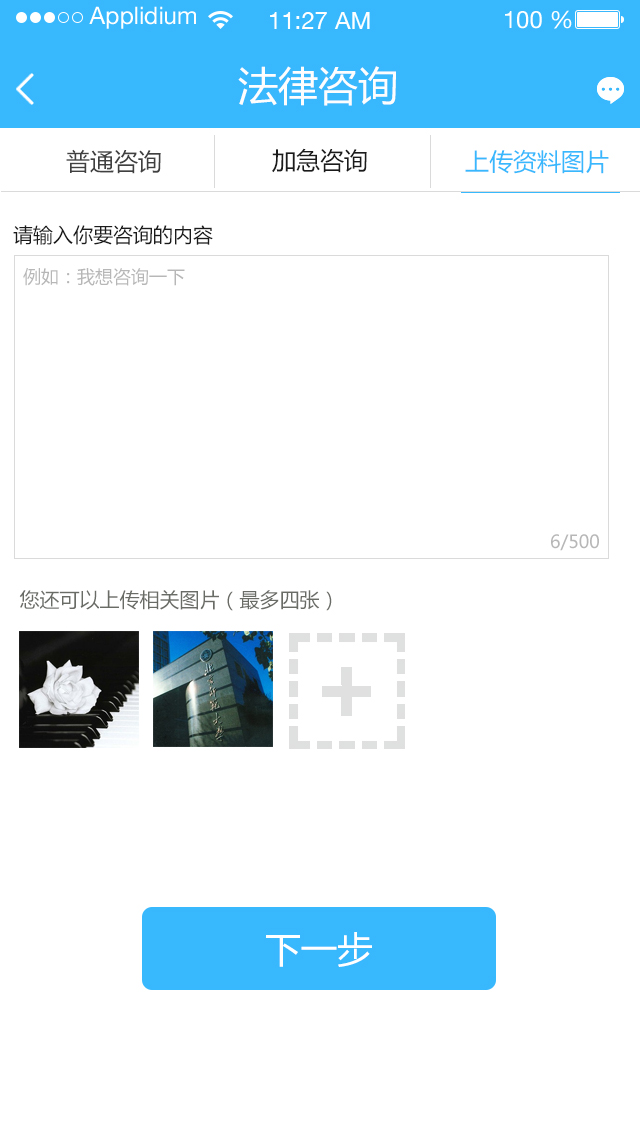 Applidium 11:27 AM 100 %
法律咨询
普通咨询 加急咨询 上传资料图片
请输入你要咨询的内容
例如：我想咨询一下
6/500
您还可以上传相关图片（最多四张）
下一步